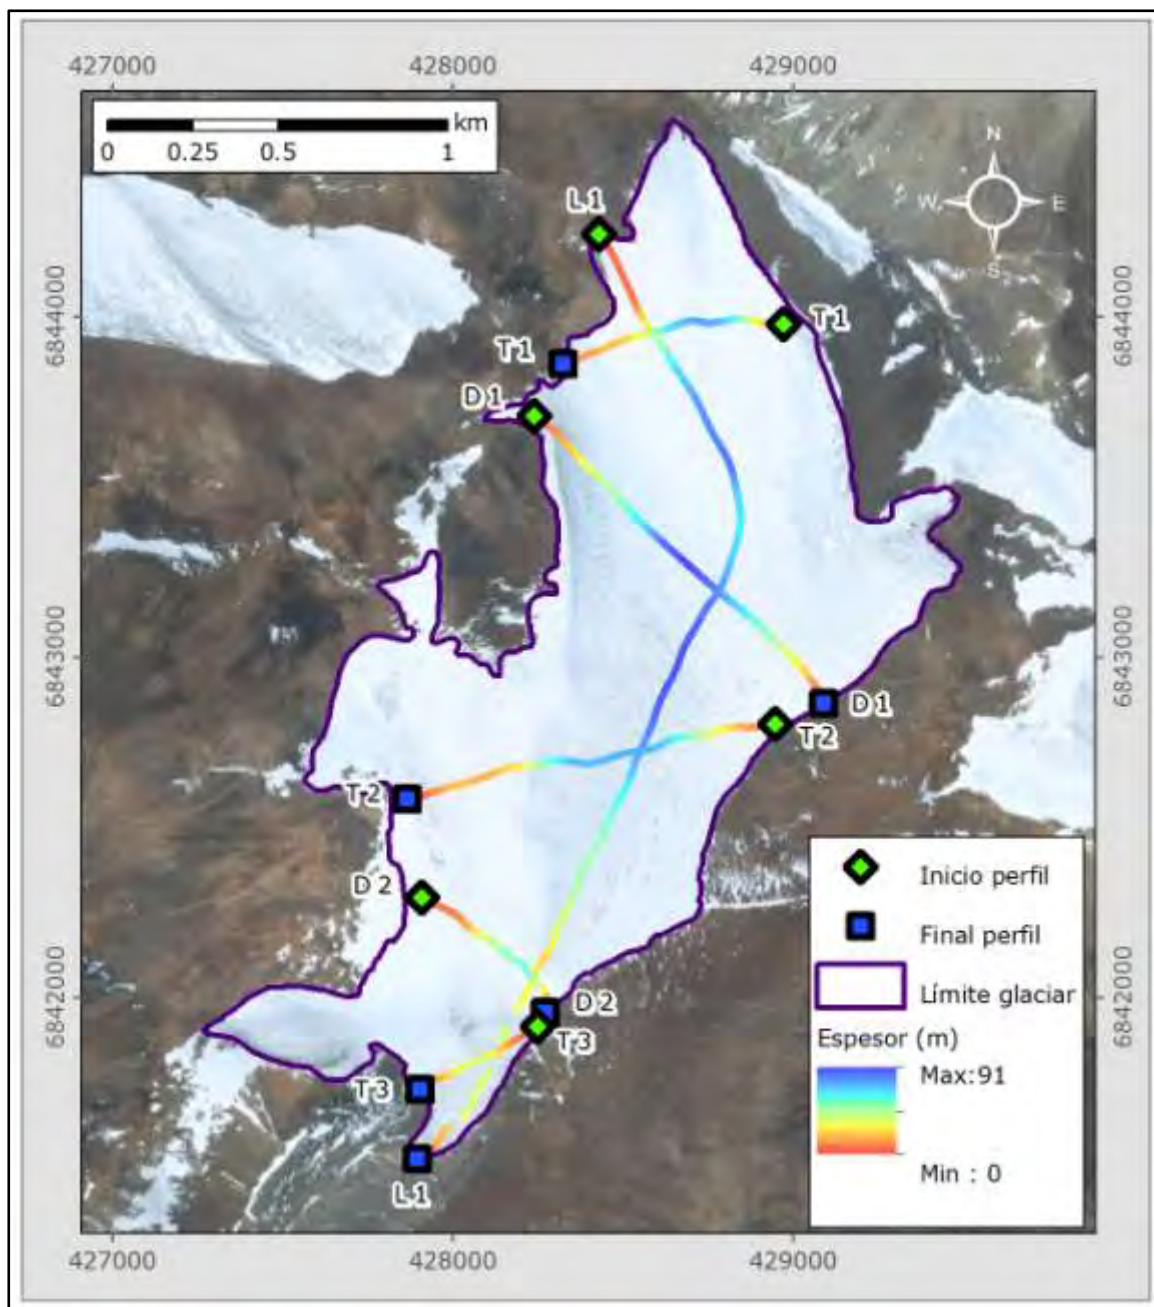 427000 428000 429000
km
0 0.25 0.5 1
N
W E
S
L1
6844000 6844000
T1
T1
D1
6843000 6843000
D1
T2
T2
D2
Inicio perfil
Final perfil
6842000 6842000
Límite glaciar
D2
T3
Espesor (m)
Max:91
T3
Min : 0
L1
427000 428000 429000